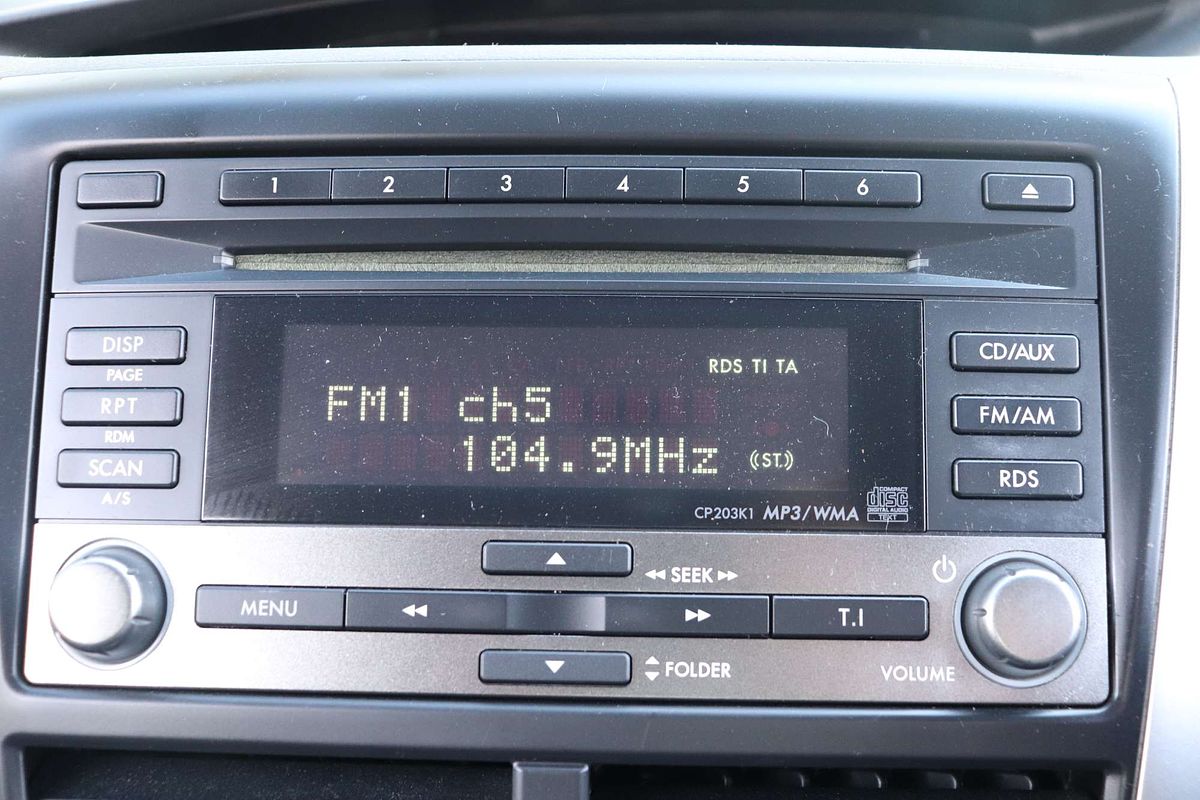 1 2 3 4 5 6
DISP
PAGE
RPT
RDM
SCAN
A/S
RDS TI TA
FM1 ch5
104.9MHz ((ST.))
CP203K1 MP3/WMA
COMPACT
disc
DIGITAL AUDIO
TEXT
CD/AUX
FM/AM
RDS
SEEK
MENU
T.I
FOLDER
VOLUME